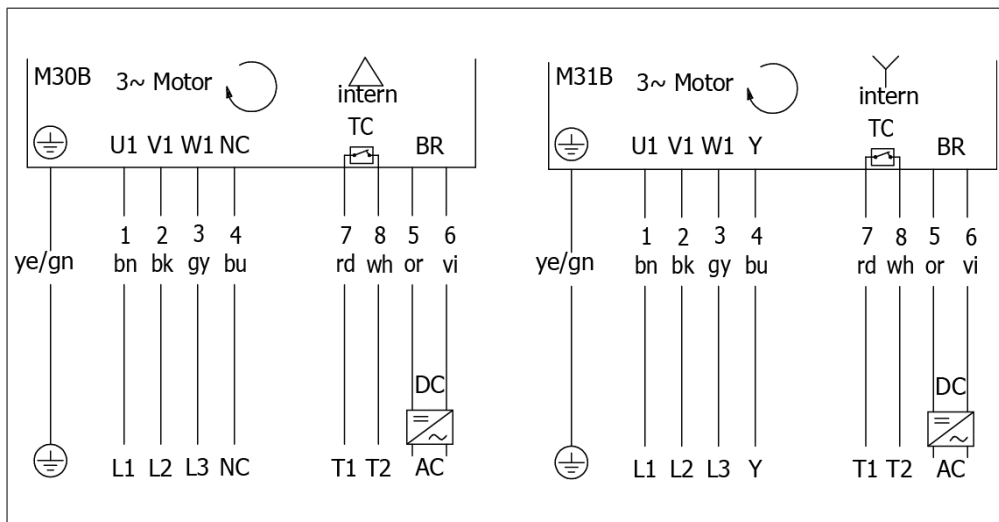 M30B 3~ Motor intern
TC
U1 V1 W1 NC BR
1 2 3 4 7 8 5 6
ye/gn bn bk gy bu rd wh or vi
DC
L1 L2 L3 NC T1 T2 AC
M31B 3~ Motor intern
TC
U1 V1 W1 Y BR
1 2 3 4 7 8 5 6
ye/gn bn bk gy bu rd wh or vi
DC
L1 L2 L3 Y T1 T2 AC